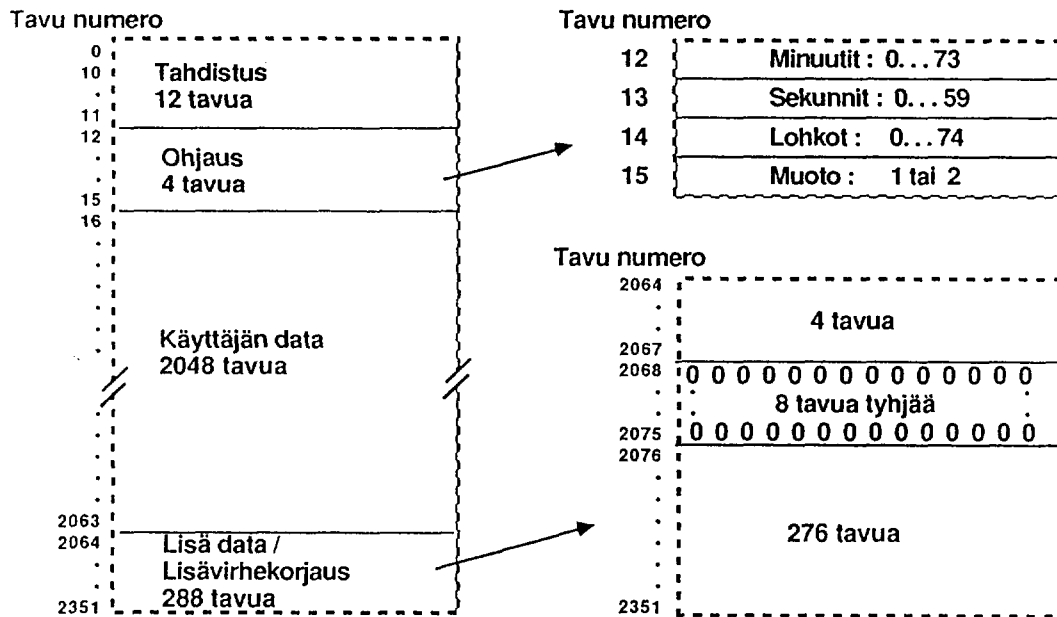 Tavu numero
0
10
.
11
Tahdistus
12 tavua
12
.
.
15
Ohjaus
4 tavua
16
.
.
.
.
.
.
.
.
.
.
.
2063
Käyttäjän data
2048 tavua
2064
.
.
.
2351
Lisä data /
Lisävirhekorjaus
288 tavua
Tavu numero
12 Minuutit : 0...73
13 Sekunnit : 0...59
14 Lohkot : 0...74
15 Muoto : 1 tai 2
Tavu numero
2064
.
.
.
2067
4 tavua
2068
.
.
2075
0 0 0 0 0 0 0 0 0 0 0 0 0 0
. 8 tavua tyhjää .
0 0 0 0 0 0 0 0 0 0 0 0 0 0
2076
.
.
.
.
.
2351
276 tavua